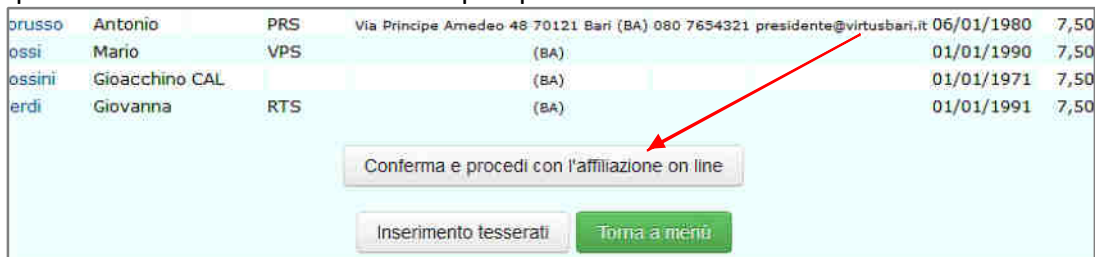 orusso Antonio PRS Via Principe Amedeo 48 70121 Bari (BA) 080 7654321 presidente@virtusbari.it 06/01/1980 7,50
ossi Mario VPS (BA) 01/01/1990 7,50
ossini Gioacchino CAL (BA) 01/01/1971 7,50
erdi Giovanna RTS (BA) 01/01/1991 7,50
Conferma e procedi con l'affiliazione on line
Inserimento tesserati Torna a menù